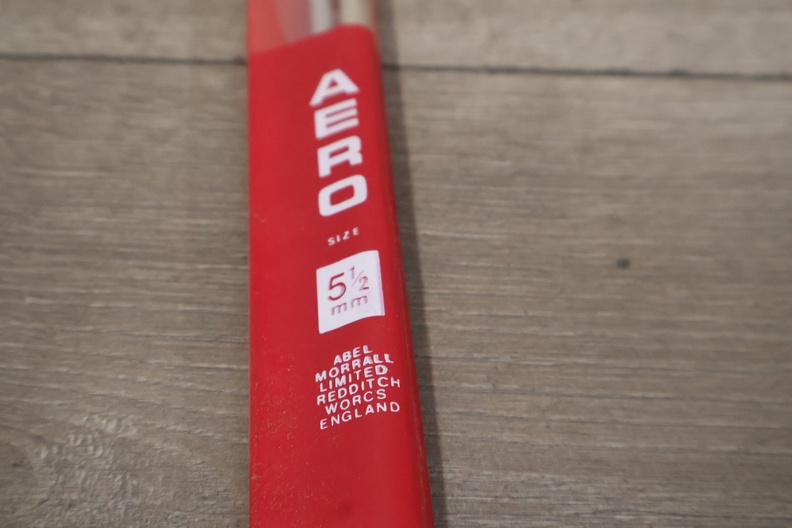 AERO
SIZE
5½
mm
ABEL
MORRALL
LIMITED
REDDITCH
WORCS
ENGLAND